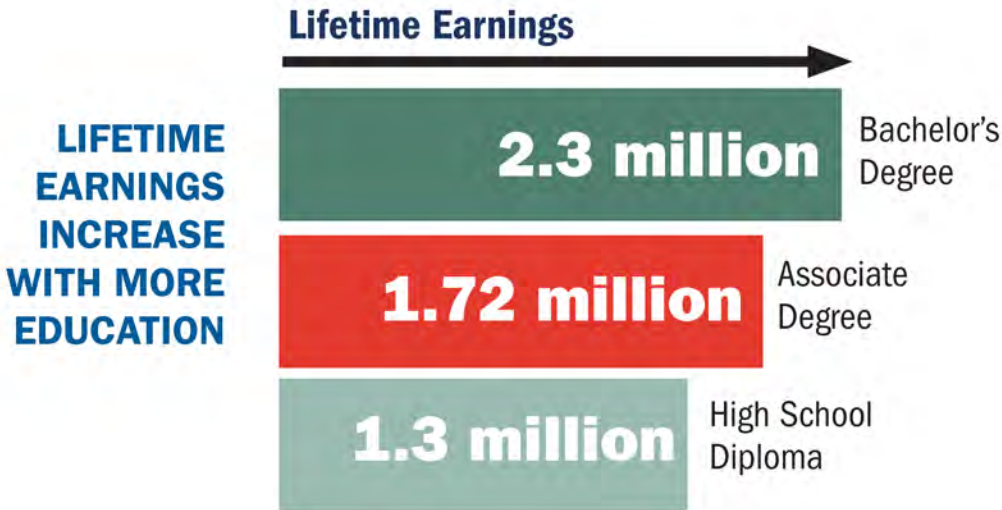 Lifetime Earnings
LIFETIME
EARNINGS
INCREASE
WITH MORE
EDUCATION
2.3 million
Bachelor's
Degree
1.72 million
Associate
Degree
1.3 million
High School
Diploma